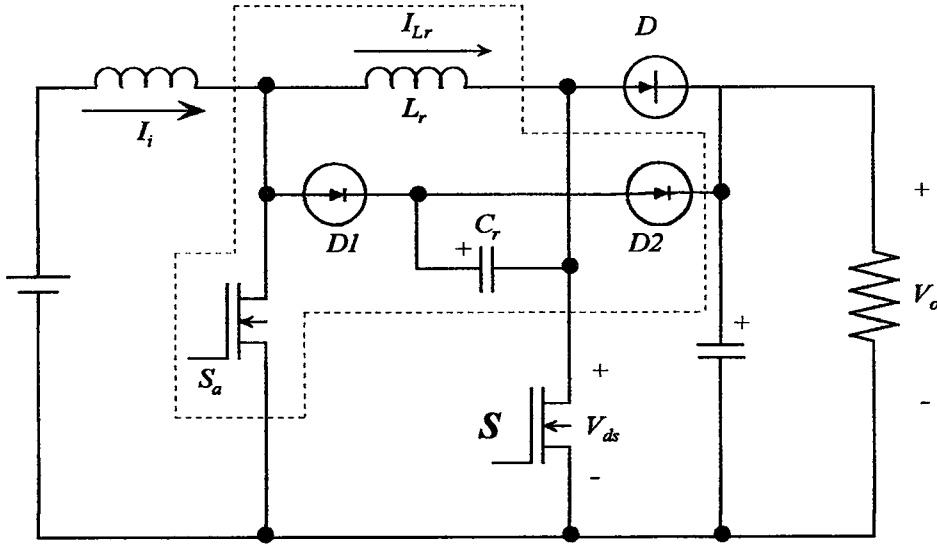 I_Lr
D
L_r
I_i
+
D1
C_r
D2
+
V_o
S_a
+
+
S
V_ds
-
-